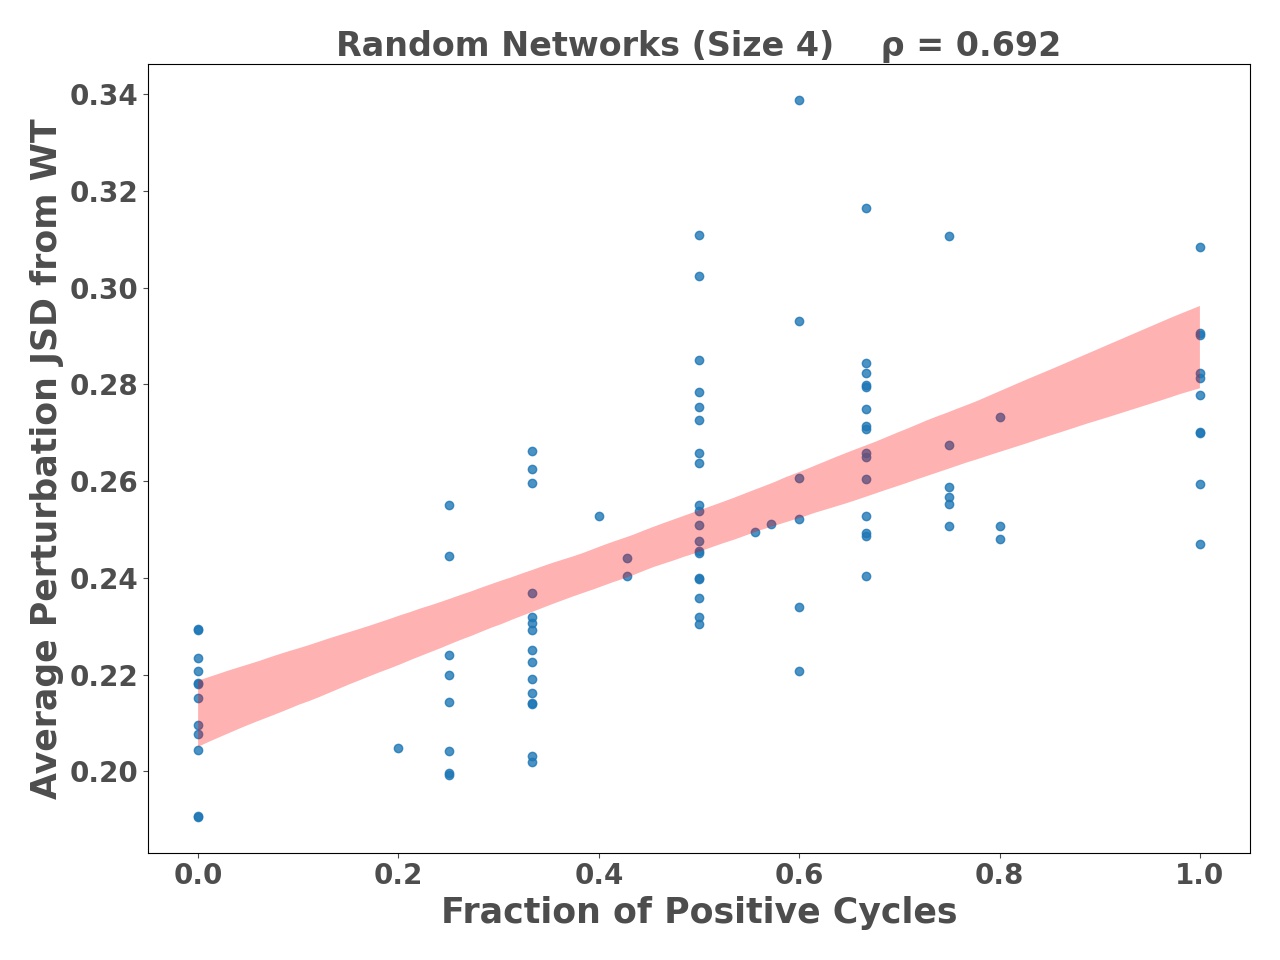 Random Networks (Size 4) ρ = 0.692
Average Perturbation JSD from WT
0.34
0.32
0.30
0.28
0.26
0.24
0.22
0.20
0.0 0.2 0.4 0.6 0.8 1.0
Fraction of Positive Cycles